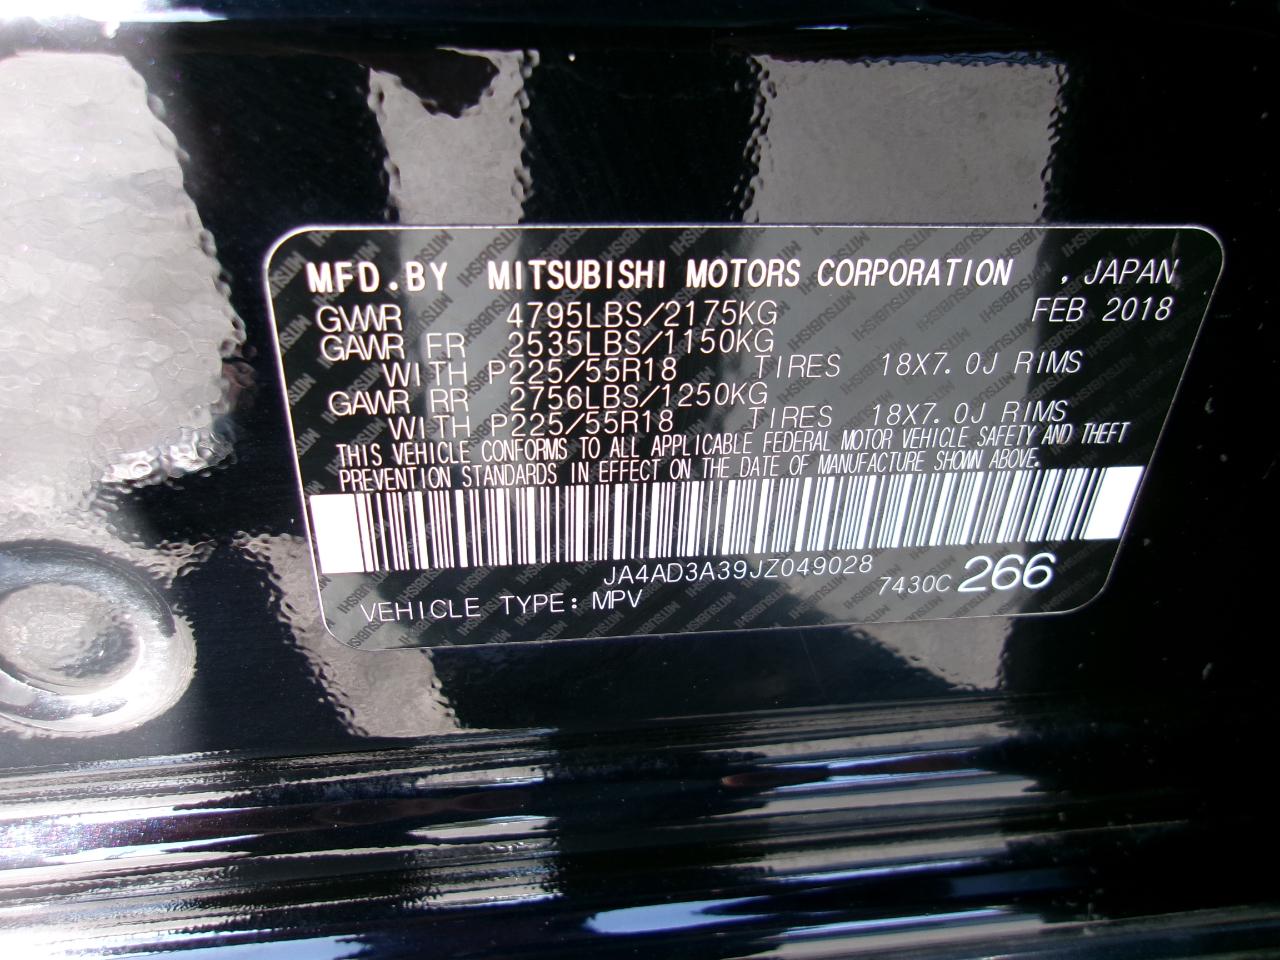 MFD.BY MITSUBISHI MOTORS CORPORATION , JAPAN
GVWR 4795LBS/2175KG FEB 2018
GAWR FR 2535LBS/1150KG
WITH P225/55R18 TIRES 18X7.0J RIMS
GAWR RR 2756LBS/1250KG
WITH P225/55R18 TIRES 18X7.0J RIMS
THIS VEHICLE CONFORMS TO ALL APPLICABLE FEDERAL MOTOR VEHICLE SAFETY AND THEFT
PREVENTION STANDARDS IN EFFECT ON THE DATE OF MANUFACTURE SHOWN ABOVE.
JA4AD3A39JZ049028
VEHICLE TYPE: MPV 7430C 266